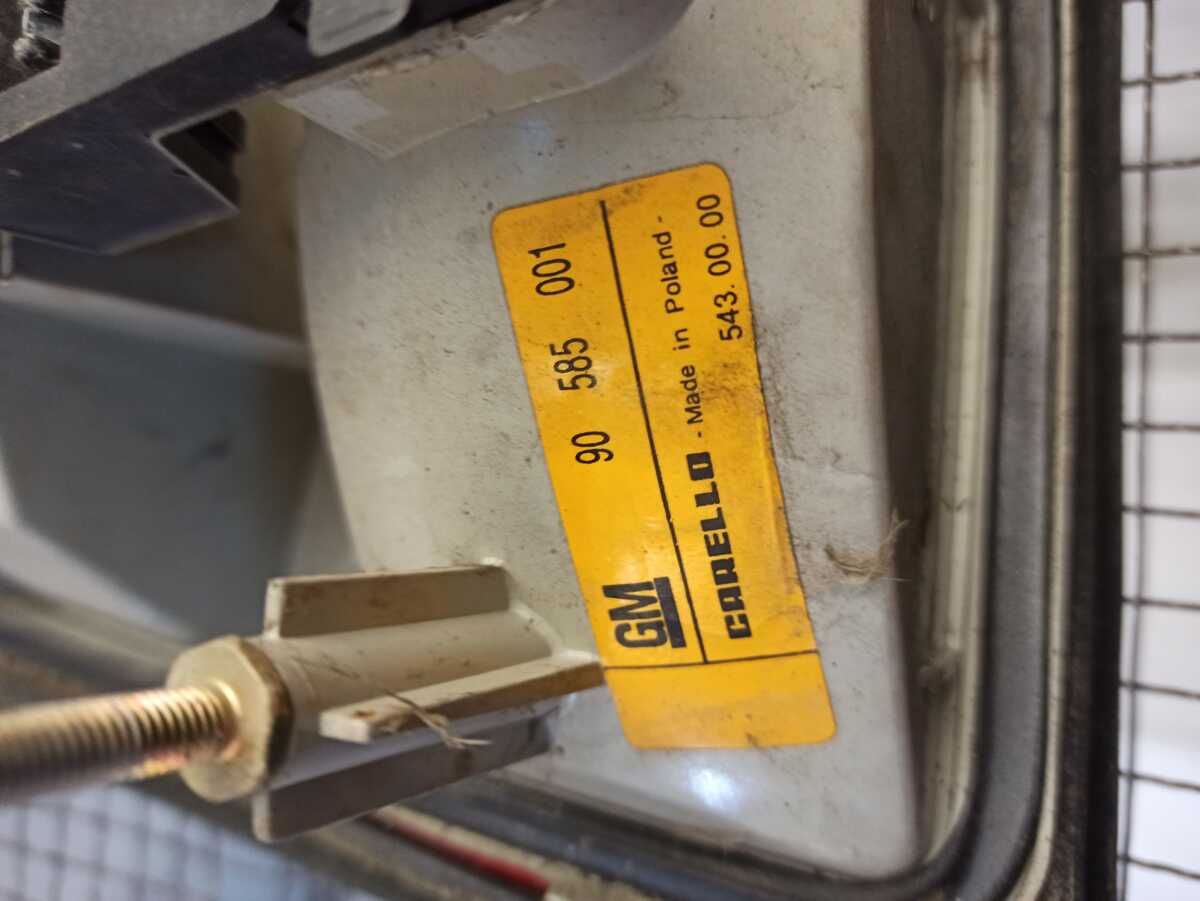 GM 90 585 001
CARELLO - Made in Poland -
543. 00. 00